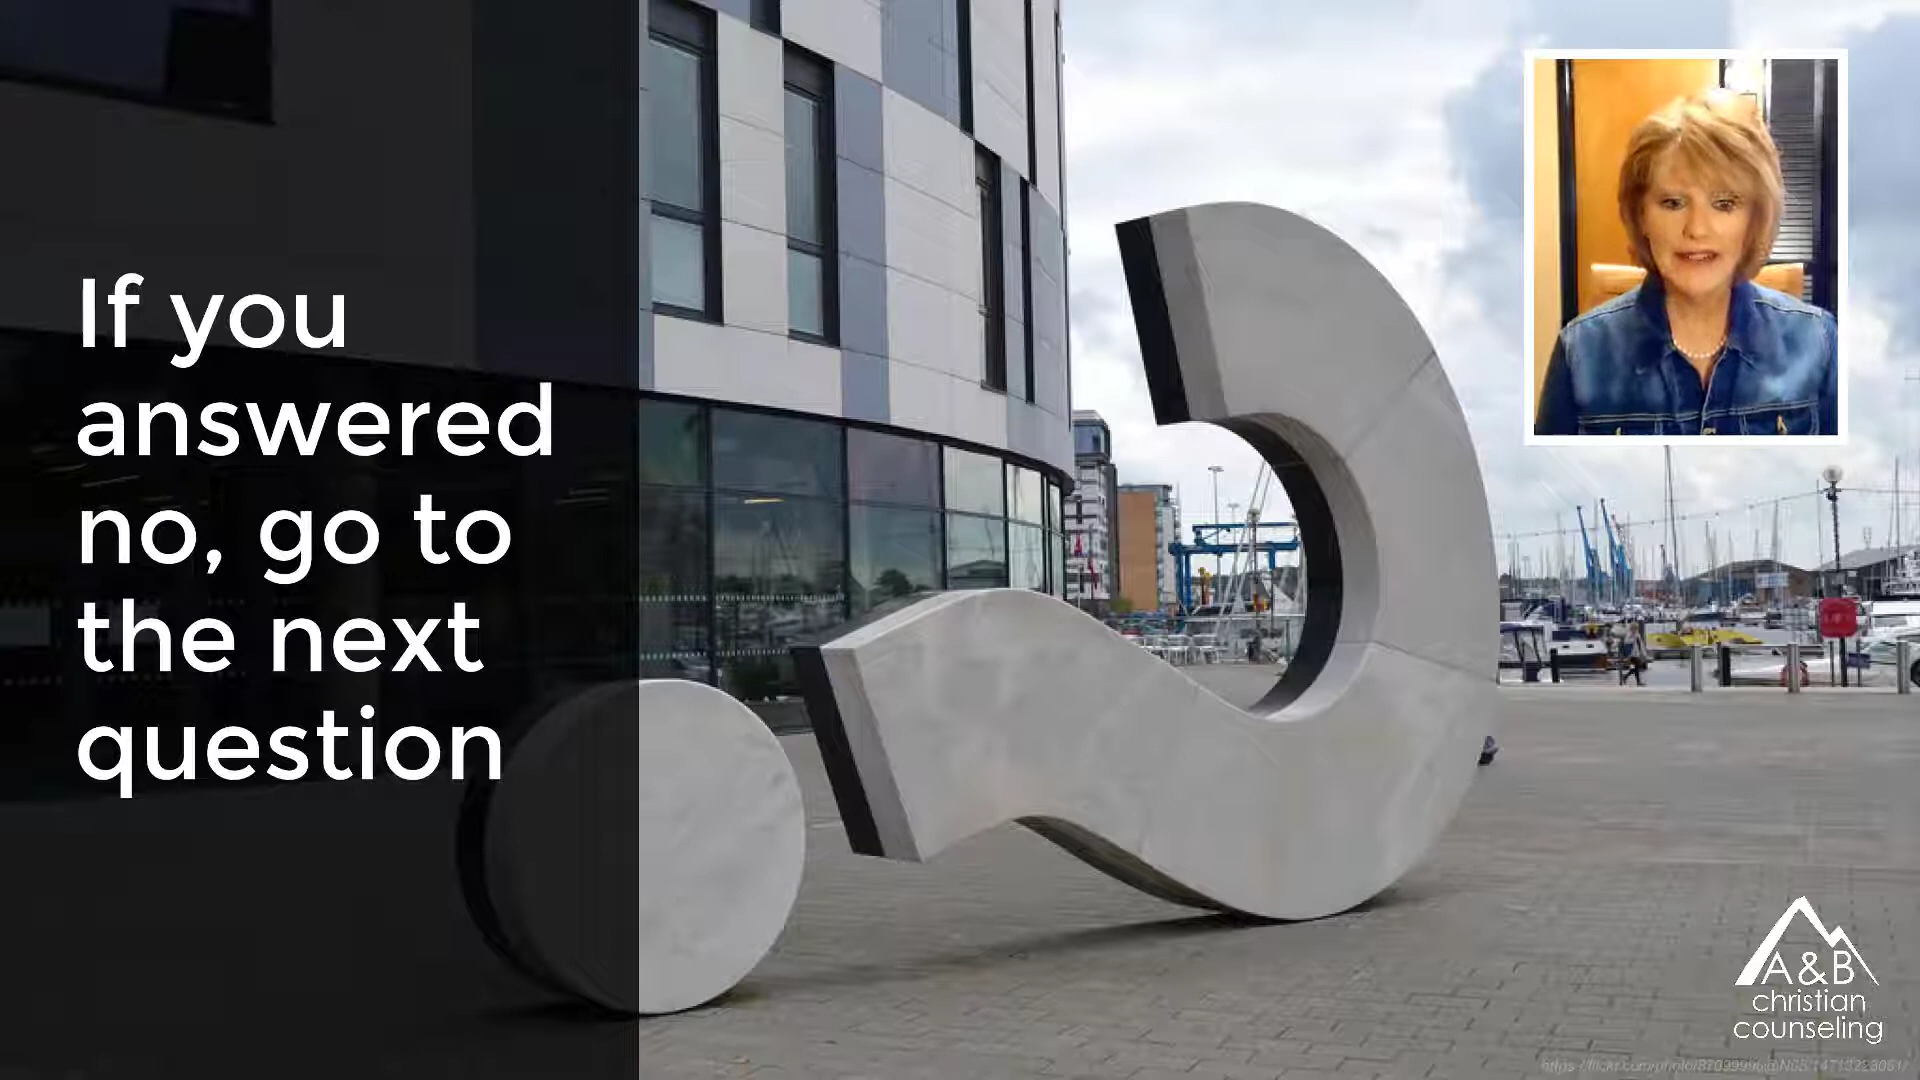 If you
answered
no, go to
the next
question
A&B
christian
counseling